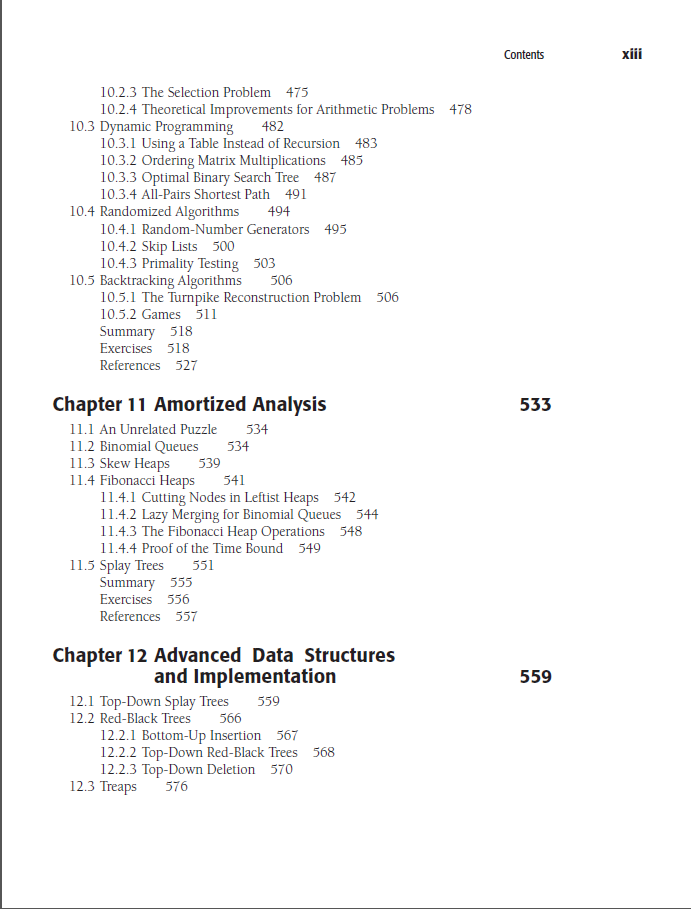 Contents xiii
10.2.3 The Selection Problem 475
10.2.4 Theoretical Improvements for Arithmetic Problems 478
10.3 Dynamic Programming 482
10.3.1 Using a Table Instead of Recursion 483
10.3.2 Ordering Matrix Multiplications 485
10.3.3 Optimal Binary Search Tree 487
10.3.4 All-Pairs Shortest Path 491
10.4 Randomized Algorithms 494
10.4.1 Random-Number Generators 495
10.4.2 Skip Lists 500
10.4.3 Primality Testing 503
10.5 Backtracking Algorithms 506
10.5.1 The Turnpike Reconstruction Problem 506
10.5.2 Games 511
Summary 518
Exercises 518
References 527
Chapter 11 Amortized Analysis 533
11.1 An Unrelated Puzzle 534
11.2 Binomial Queues 534
11.3 Skew Heaps 539
11.4 Fibonacci Heaps 541
11.4.1 Cutting Nodes in Leftist Heaps 542
11.4.2 Lazy Merging for Binomial Queues 544
11.4.3 The Fibonacci Heap Operations 548
11.4.4 Proof of the Time Bound 549
11.5 Splay Trees 551
Summary 555
Exercises 556
References 557
Chapter 12 Advanced Data Structures
and Implementation 559
12.1 Top-Down Splay Trees 559
12.2 Red-Black Trees 566
12.2.1 Bottom-Up Insertion 567
12.2.2 Top-Down Red-Black Trees 568
12.2.3 Top-Down Deletion 570
12.3 Treaps 576